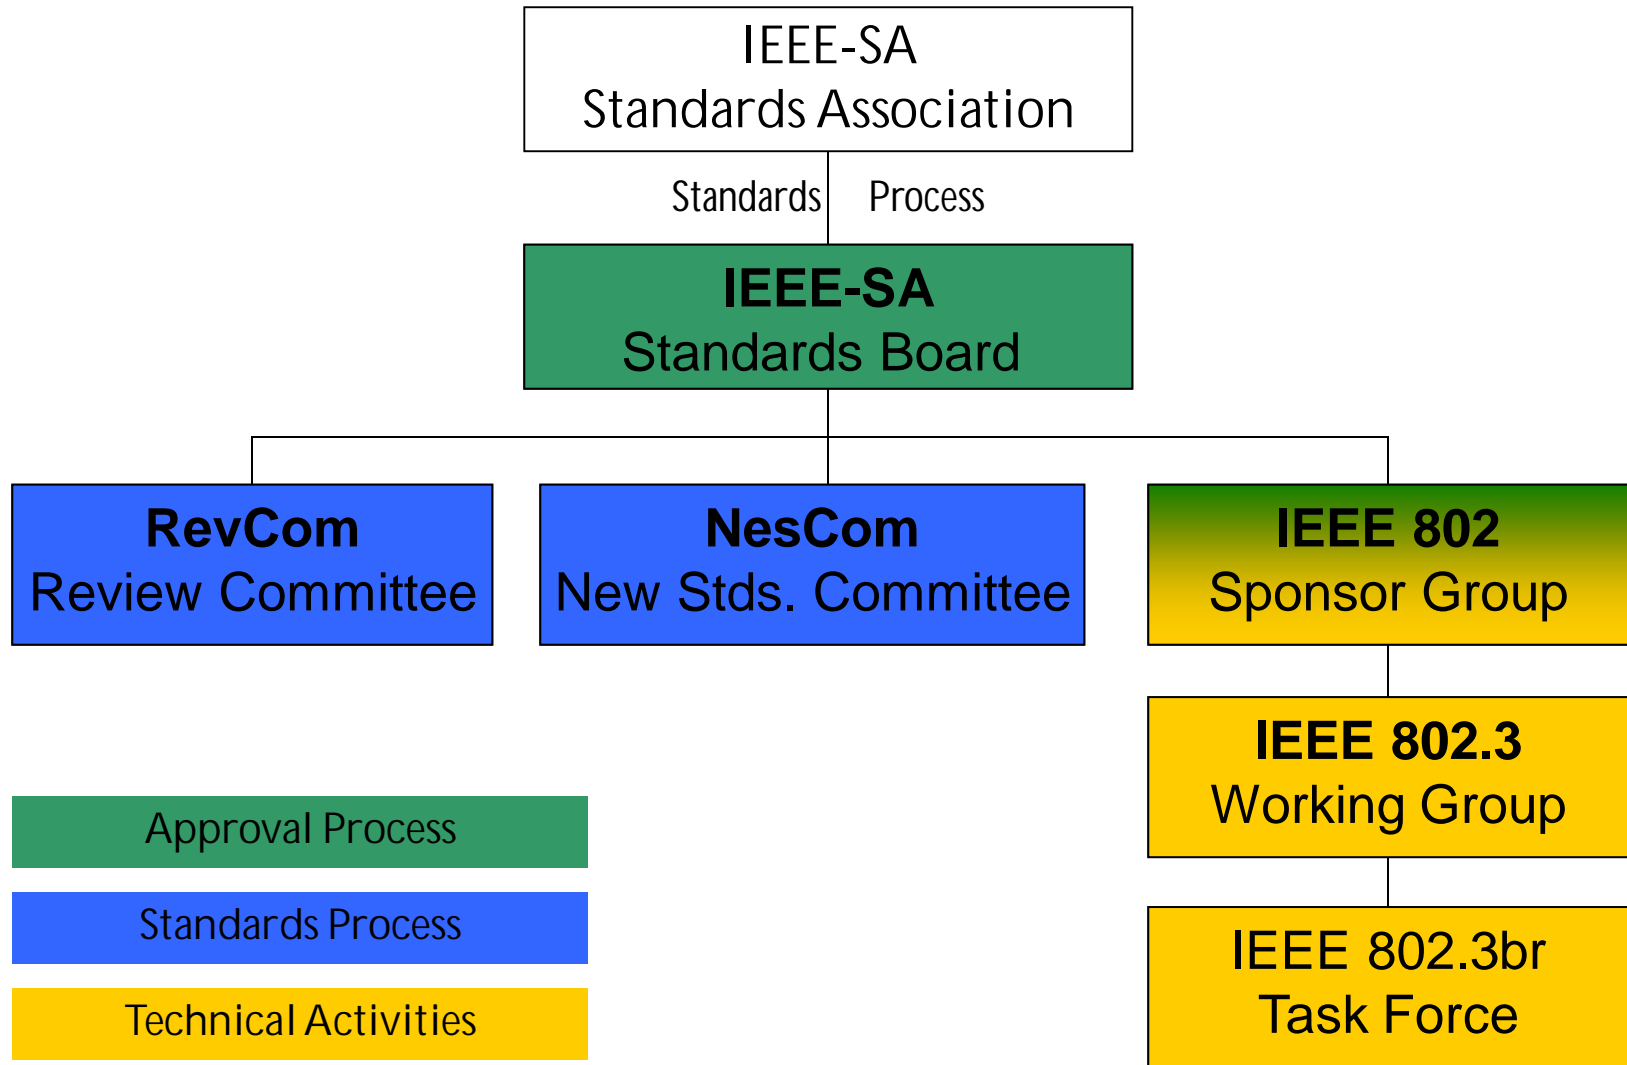 IEEE-SA
Standards Association
Standards Process
IEEE-SA
Standards Board
RevCom
Review Committee
NesCom
New Stds. Committee
IEEE 802
Sponsor Group
IEEE 802.3
Working Group
IEEE 802.3br
Task Force
Approval Process
Standards Process
Technical Activities